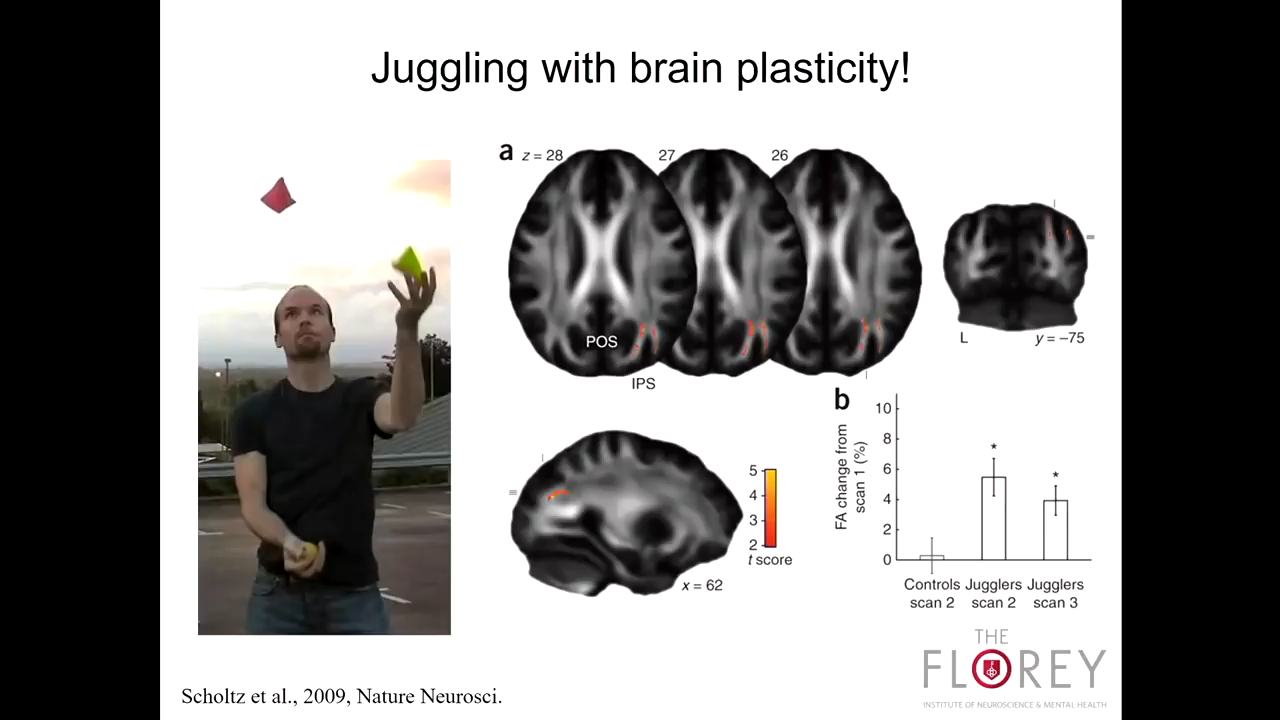 Juggling with brain plasticity!
a
z = 28
27
26
POS
IPS
L
y = –75
x = 62
5
4
3
2
t score
b
FA change from
scan 1 (%)
10
8
6
4
2
0
*
*
Controls
scan 2
Jugglers
scan 2
Jugglers
scan 3
Scholtz et al., 2009, Nature Neurosci.
THE
FLOREY
INSTITUTE OF NEUROSCIENCE & MENTAL HEALTH